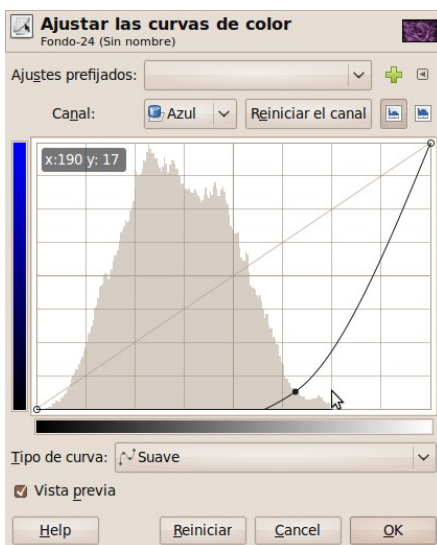 Ajustar las curvas de color
Fondo-24 (Sin nombre)
Ajustes prefijados:
Canal: Azul Reiniciar el canal
x:190 y: 17
Tipo de curva: Suave
Vista previa
Help Reiniciar Cancel OK